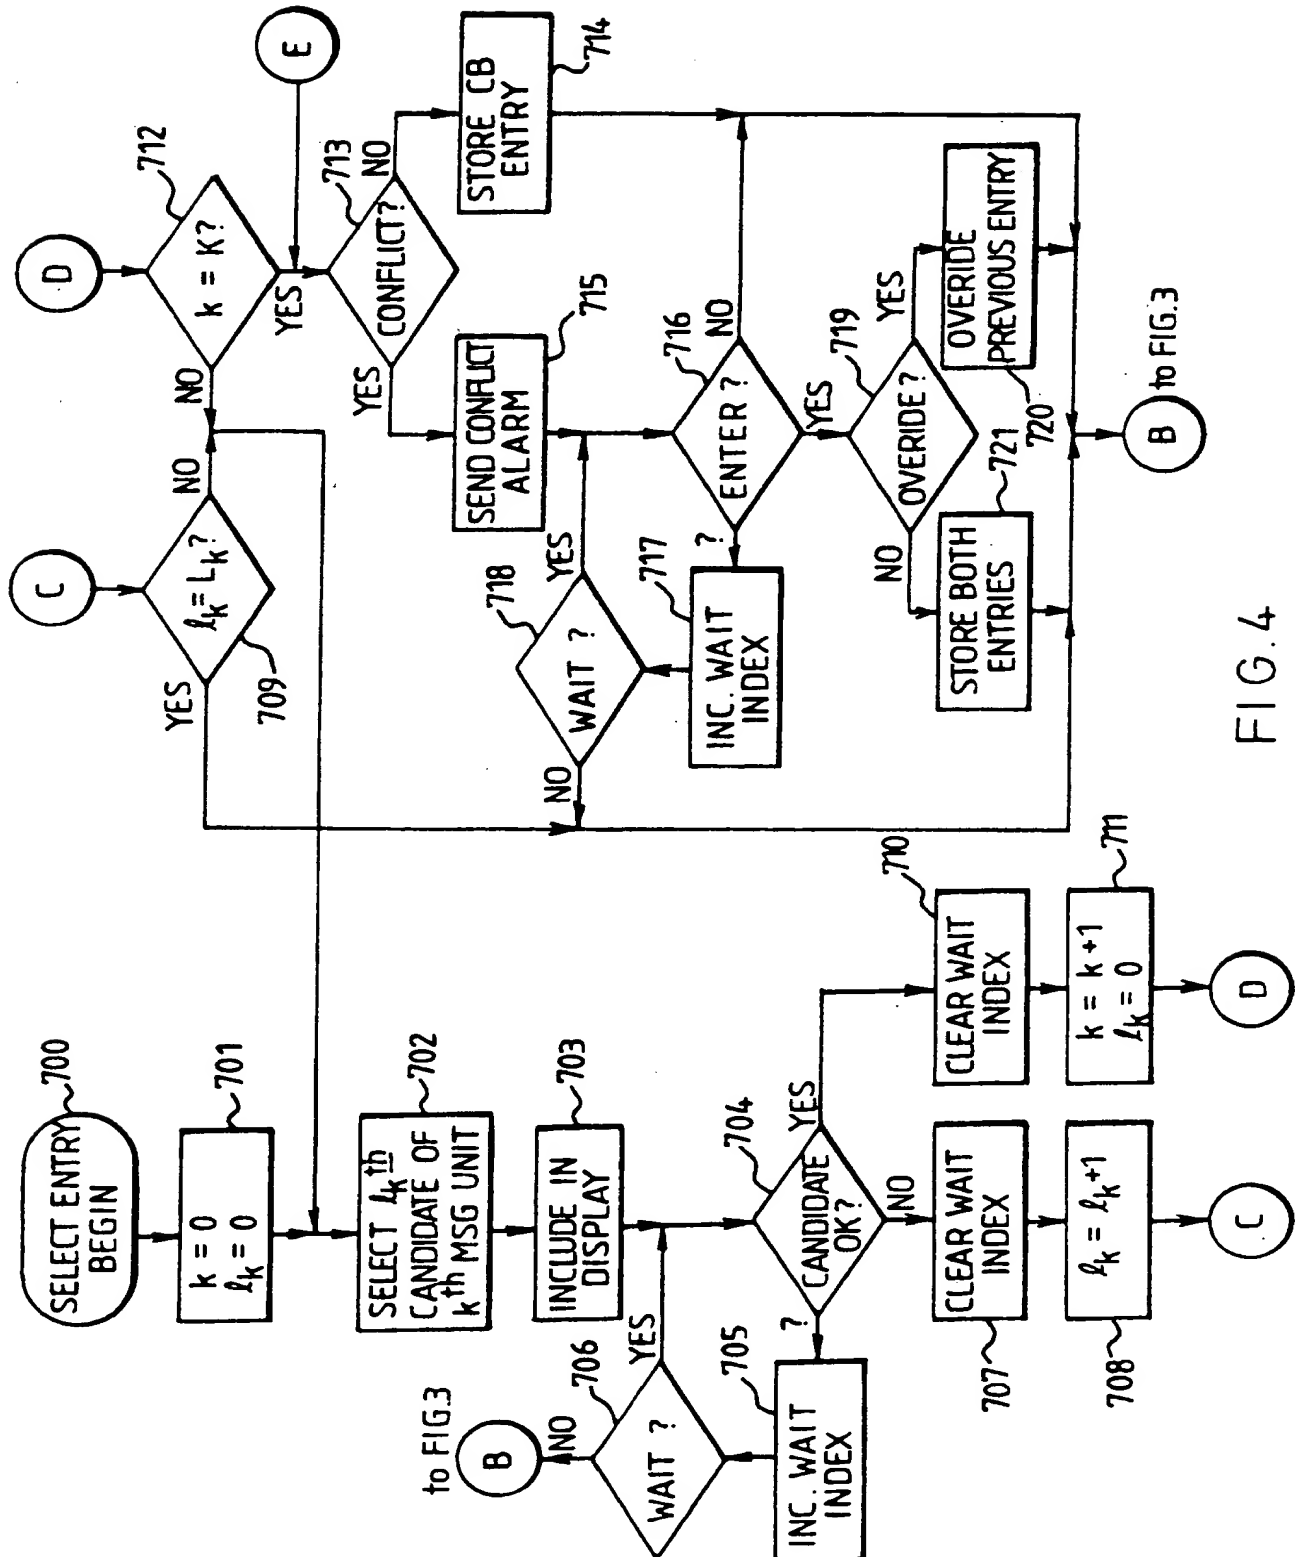 700
SELECT ENTRY
BEGIN
701
k = 0
ℓk = 0
702
SELECT ℓkth
CANDIDATE OF
kth MSG UNIT
703
INCLUDE IN
DISPLAY
704
CANDIDATE
OK?
YES
NO
?
705
INC. WAIT
INDEX
706
WAIT ?
YES
NO
B
to FIG.3
707
CLEAR WAIT
INDEX
708
ℓk = ℓk+1
C
710
CLEAR WAIT
INDEX
711
k = k+1
ℓk = 0
D
C
ℓk = Lk?
709
YES
NO
D
712
k = K?
NO
YES
E
713
CONFLICT?
YES
NO
714
STORE CB
ENTRY
715
SEND CONFLICT
ALARM
716
ENTER ?
NO
YES
?
717
INC. WAIT
INDEX
718
WAIT ?
YES
NO
719
OVERRIDE?
YES
NO
OVERRIDE
PREVIOUS ENTRY
720
721
STORE BOTH
ENTRIES
B
to FIG.3
FIG.4